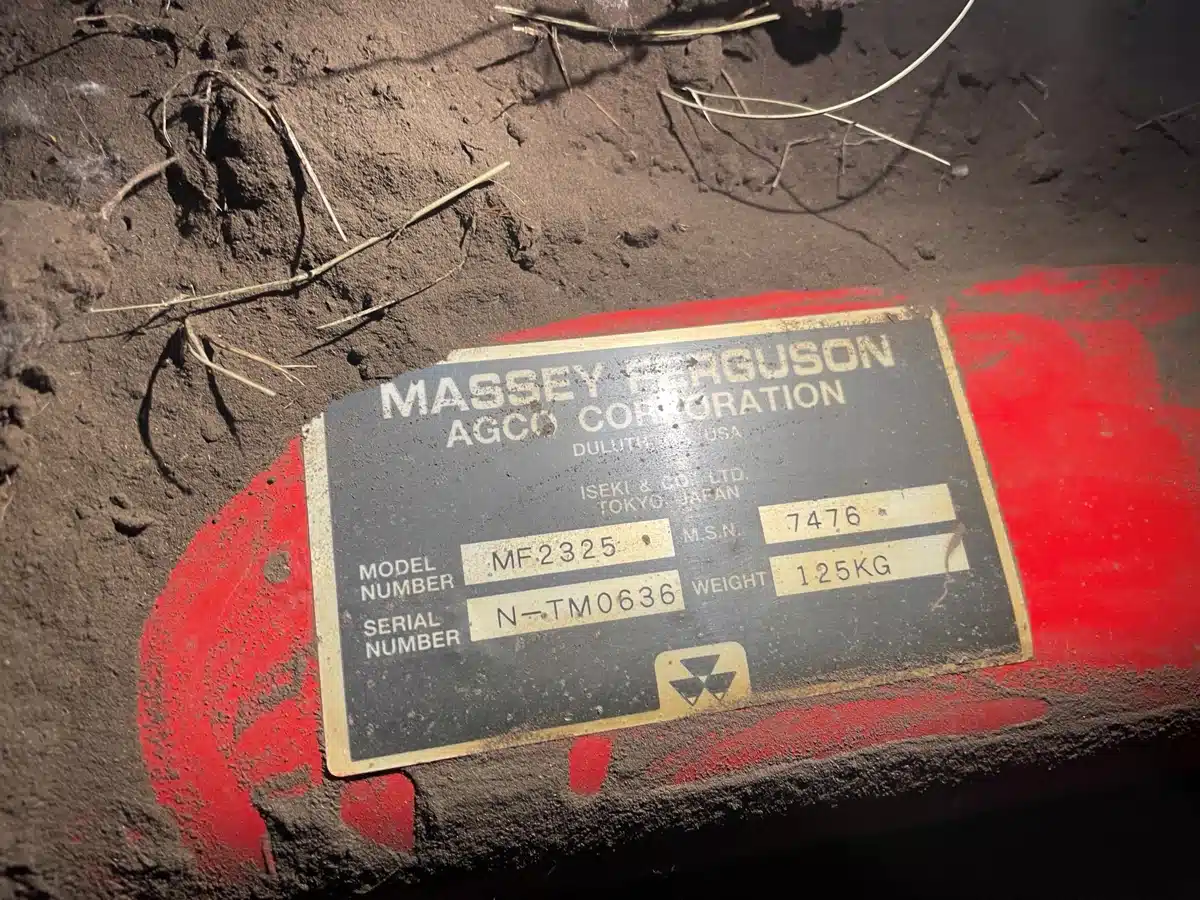 MASSEY FERGUSON
AGCO CORPORATION
DULUTH, USA
ISEKI & CO. LTD.
TOKYO JAPAN
MODEL NUMBER MF2325 M.S.N. 7476
SERIAL NUMBER N-TM0636 WEIGHT 125KG